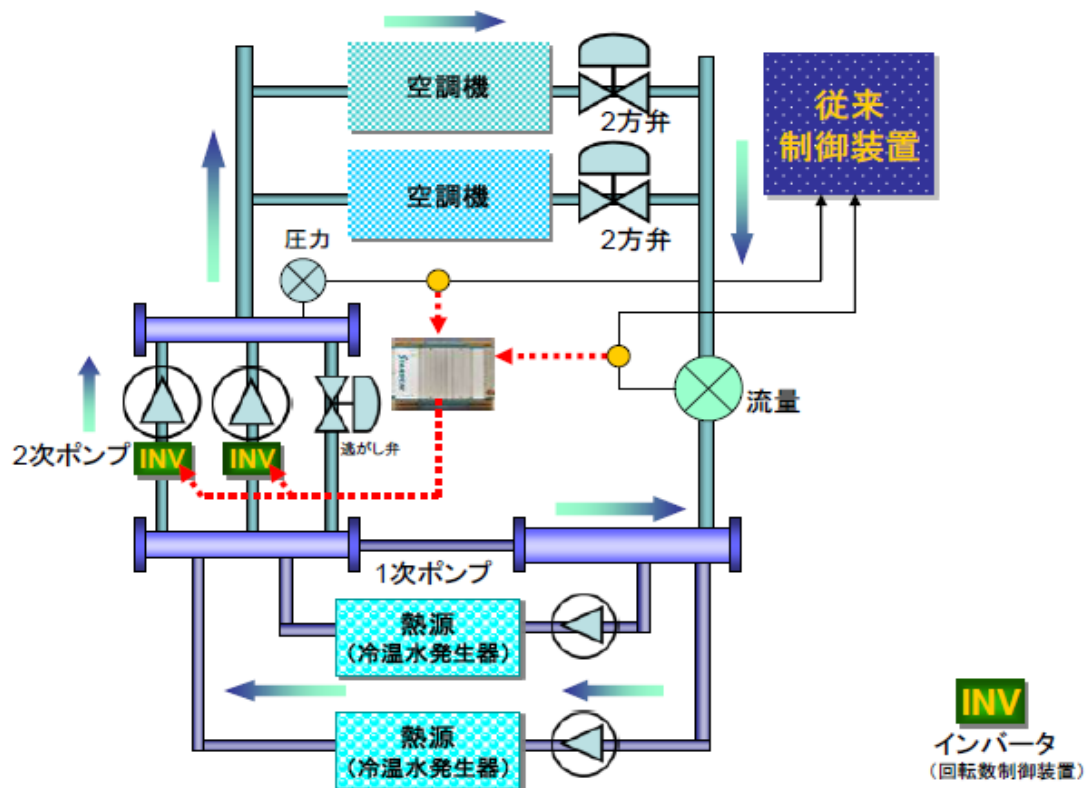 空調機
2方弁
従来
制御装置
空調機
2方弁
圧力
流量
2次ポンプ
INV
INV
逃がし弁
1次ポンプ
熱源
（冷温水発生器）
熱源
（冷温水発生器）
INV
インバータ
（回転数制御装置）